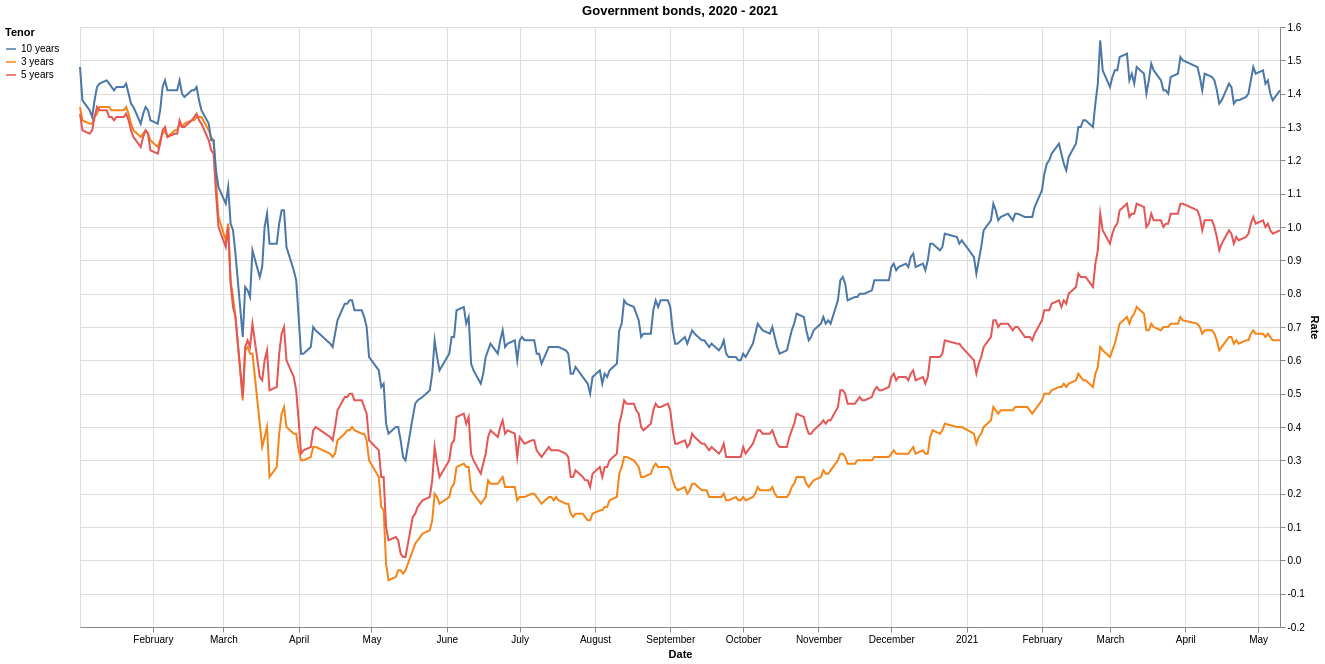 Government bonds, 2020 - 2021
Tenor
10 years
3 years
5 years
1.6
1.5
1.4
1.3
1.2
1.1
1.0
0.9
0.8
0.7
0.6
0.5
0.4
0.3
0.2
0.1
0.0
-0.1
-0.2
Rate
February March April May June July August September October November December 2021 February March April May
Date